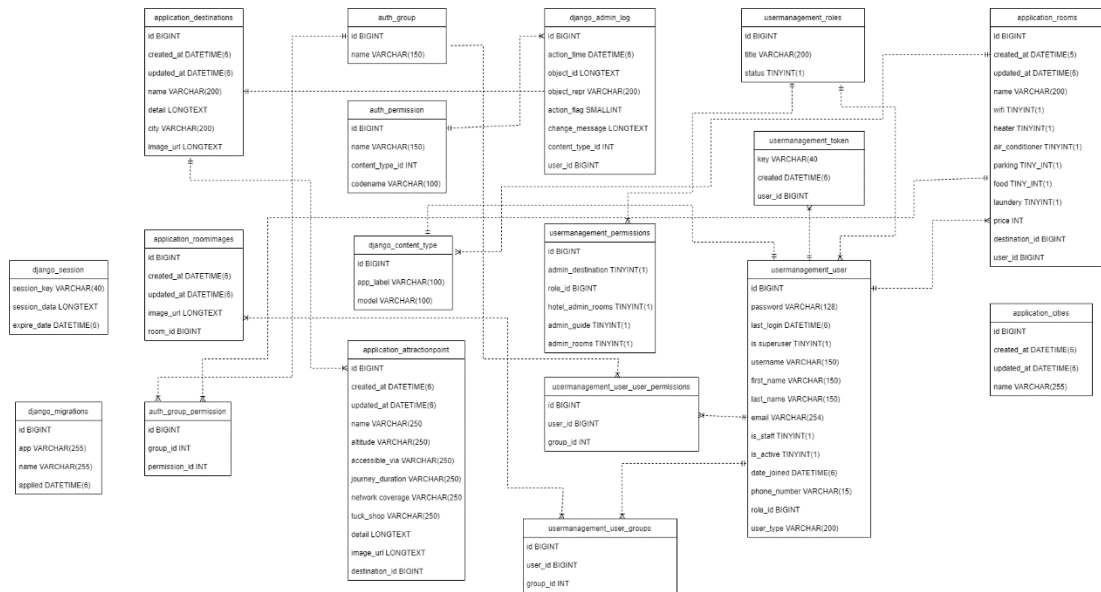 application_destinations
id BIGINT
created_at DATETIME(6)
updated_at DATETIME(6)
name VARCHAR(200)
detail LONGTEXT
city VARCHAR(200)
image_url LONGTEXT
auth_group
id BIGINT
name VARCHAR(150)
django_admin_log
id BIGINT
action_time DATETIME(6)
object_id LONGTEXT
object_repr VARCHAR(200)
action_flag SMALLINT
change_message LONGTEXT
content_type_id INT
user_id BIGINT
usermanagement_roles
id BIGINT
title VARCHAR(200)
status TINYINT(1)
application_rooms
id BIGINT
created_at DATETIME(5)
updated_at DATETIME(6)
name VARCHAR(200)
wifi TINYINT(1)
heater TINYINT(1)
air_conditioner TINYINT(1)
parking TINY_INT(1)
food TINY_INT(1)
laundery TINYINT(1)
price INT
destination_id BIGINT
user_id BIGINT
auth_permission
id BIGINT
name VARCHAR(150)
content_type_id INT
codename VARCHAR(100)
usermanagement_token
key VARCHAR(40
created DATETIME(6)
user_id BIGINT
application_roomimages
id BIGINT
created_at DATETIME(6)
updated_at DATETIME(6)
image_url LONGTEXT
room_id BIGINT
django_content_type
id BIGINT
app_label VARCHAR(100)
model VARCHAR(100)
usermanagement_permissions
id BIGINT
admin_destination TINYINT(1)
role_id BIGINT
hotel_admin_rooms TINYINT(1)
admin_guide TINYINT(1)
admin_rooms TINYINT(1)
django_session
session_key VARCHAR(40)
session_data LONGTEXT
expire_date DATETIME(6)
usermanagement_user
id BIGINT
password VARCHAR(128)
last_login DATETIME(6)
is superuser TINYINT(1)
username VARCHAR(150)
first_name VARCHAR(150)
last_name VARCHAR(150)
email VARCHAR(254)
is_staff TINYINT(1)
is_active TINYINT(1)
date_joined DATETIME(6)
phone_number VARCHAR(15)
role_id BIGINT
user_type VARCHAR(200)
application_cities
id BIGINT
created_at DATETIME(6)
updated_at DATETIME(6)
name VARCHAR(255)
application_attractionpoint
id BIGINT
created_at DATETIME(6)
updated_at DATETIME(6)
name VARCHAR(250
altitude VARCHAR(250)
accessible_via VARCHAR(250)
journey_duration VARCHAR(250)
network coverage VARCHAR(250
tuck_shop VARCHAR(250)
detail LONGTEXT
image_url LONGTEXT
destination_id BIGINT
usermanagement_user_user_permissions
id BIGINT
user_id BIGINT
group_id INT
django_migrations
id BIGINT
app VARCHAR(255)
name VARCHAR(255)
applied DATETIME(6)
auth_group_permission
id BIGINT
group_id INT
permission_id INT
usermanagement_user_groups
id BIGINT
user_id BIGINT
group_id INT